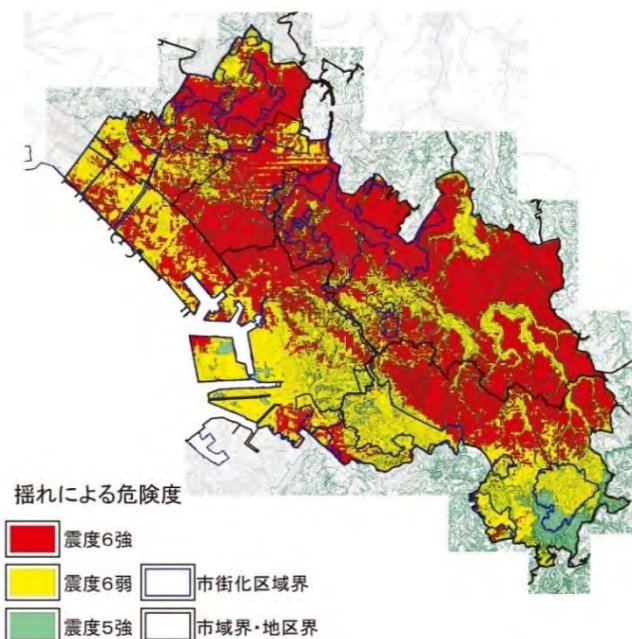 揺れによる危険度
震度6強
震度6弱
市街化区域界
震度5強
市域界・地区界